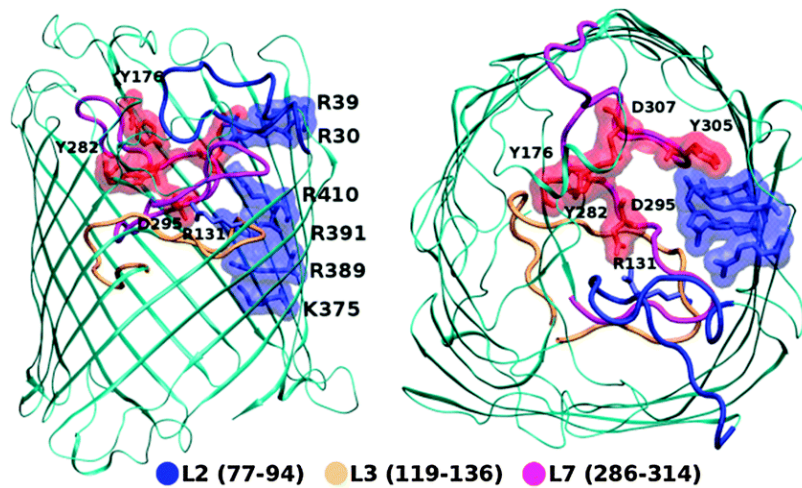 Y176
R39
R30
Y282
R410
D295
R131
R391
R389
K375
D307
Y305
Y176
Y282
D295
R131
L2 (77-94) L3 (119-136) L7 (286-314)